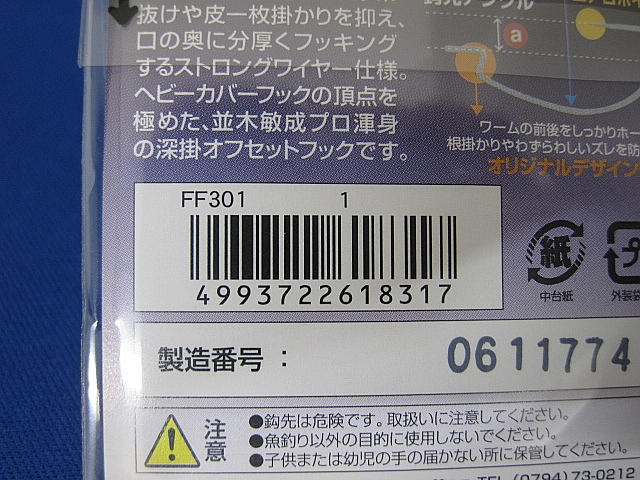 抜けや皮一枚掛かりを抑え、
口の奥に分厚くフッキング
するストロングワイヤー仕様。
ヘビーカバーフックの頂点を
極めた、並木敏成プロ渾身
の深掛オフセットフックです。
a
ワームの前後をしっかりホー
根掛かりやわずらわしいズレを防
オリジナルデザイン
FF301 1
4993722618317
紙
中台紙
プ
外装袋
製造番号 : 0611774
注意
●鈎先は危険です。取扱いに注意してください。
●魚釣り以外の目的に使用しないでください。
●子供または幼児の手の届かない所に保管してください。
TEL (0794) 73-0212